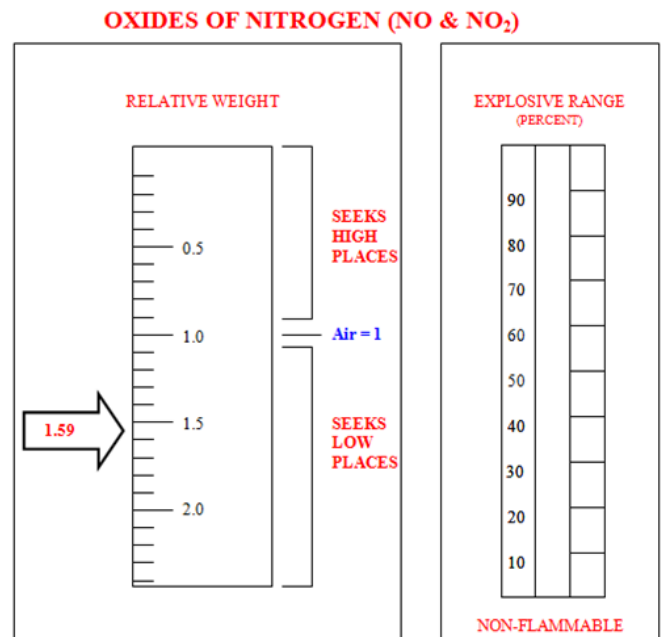 OXIDES OF NITROGEN (NO & NO₂)
RELATIVE WEIGHT
0.5
1.0
1.5
2.0
1.59
SEEKS
HIGH
PLACES
Air = 1
SEEKS
LOW
PLACES
EXPLOSIVE RANGE
(PERCENT)
90
80
70
60
50
40
30
20
10
NON-FLAMMABLE